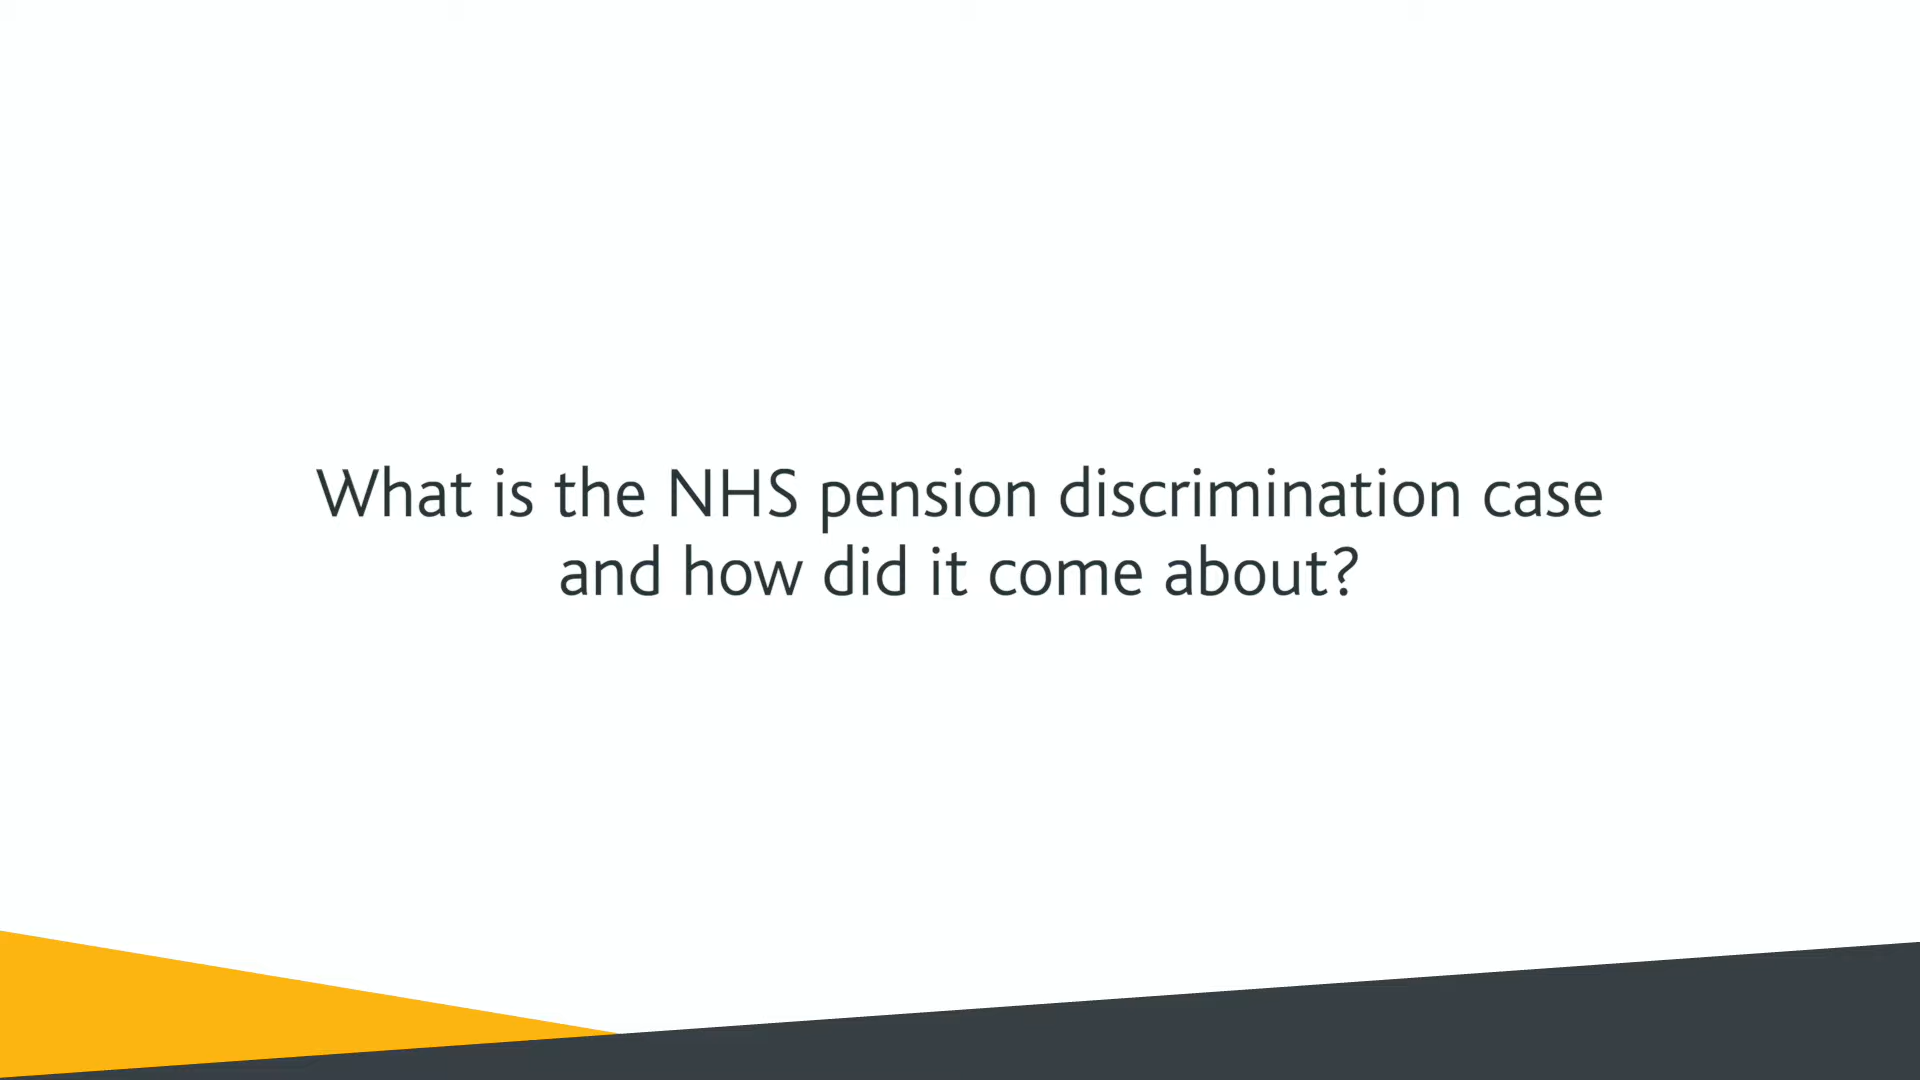 What is the NHS pension discrimination case
and how did it come about?